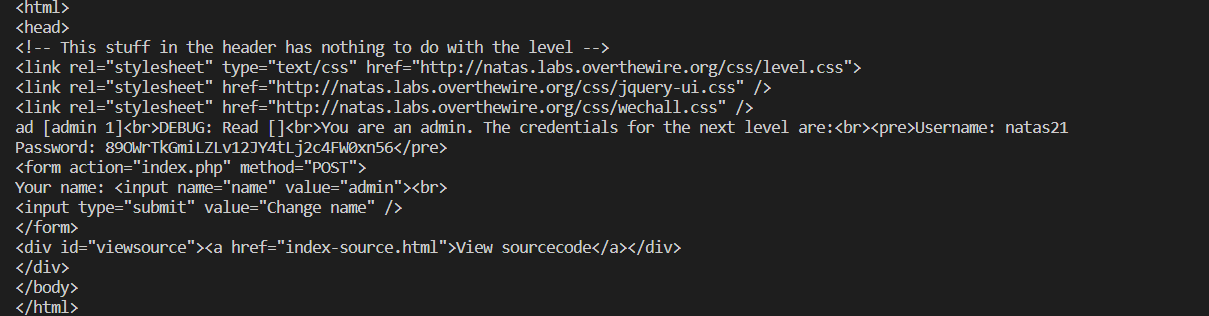 <html>
<head>
<!-- This stuff in the header has nothing to do with the level -->
<link rel="stylesheet" type="text/css" href="http://natas.labs.overthewire.org/css/level.css">
<link rel="stylesheet" href="http://natas.labs.overthewire.org/css/jquery-ui.css" />
<link rel="stylesheet" href="http://natas.labs.overthewire.org/css/wechall.css" />
ad [admin 1]<br>DEBUG: Read []<br>You are an admin. The credentials for the next level are:<br><pre>Username: natas21
Password: 89OWrTkGmiLZLv12JY4tLj2c4FW0xn56</pre>
<form action="index.php" method="POST">
Your name: <input name="name" value="admin"><br>
<input type="submit" value="Change name" />
</form>
<div id="viewsource"><a href="index-source.html">View sourcecode</a></div>
</div>
</body>
</html>